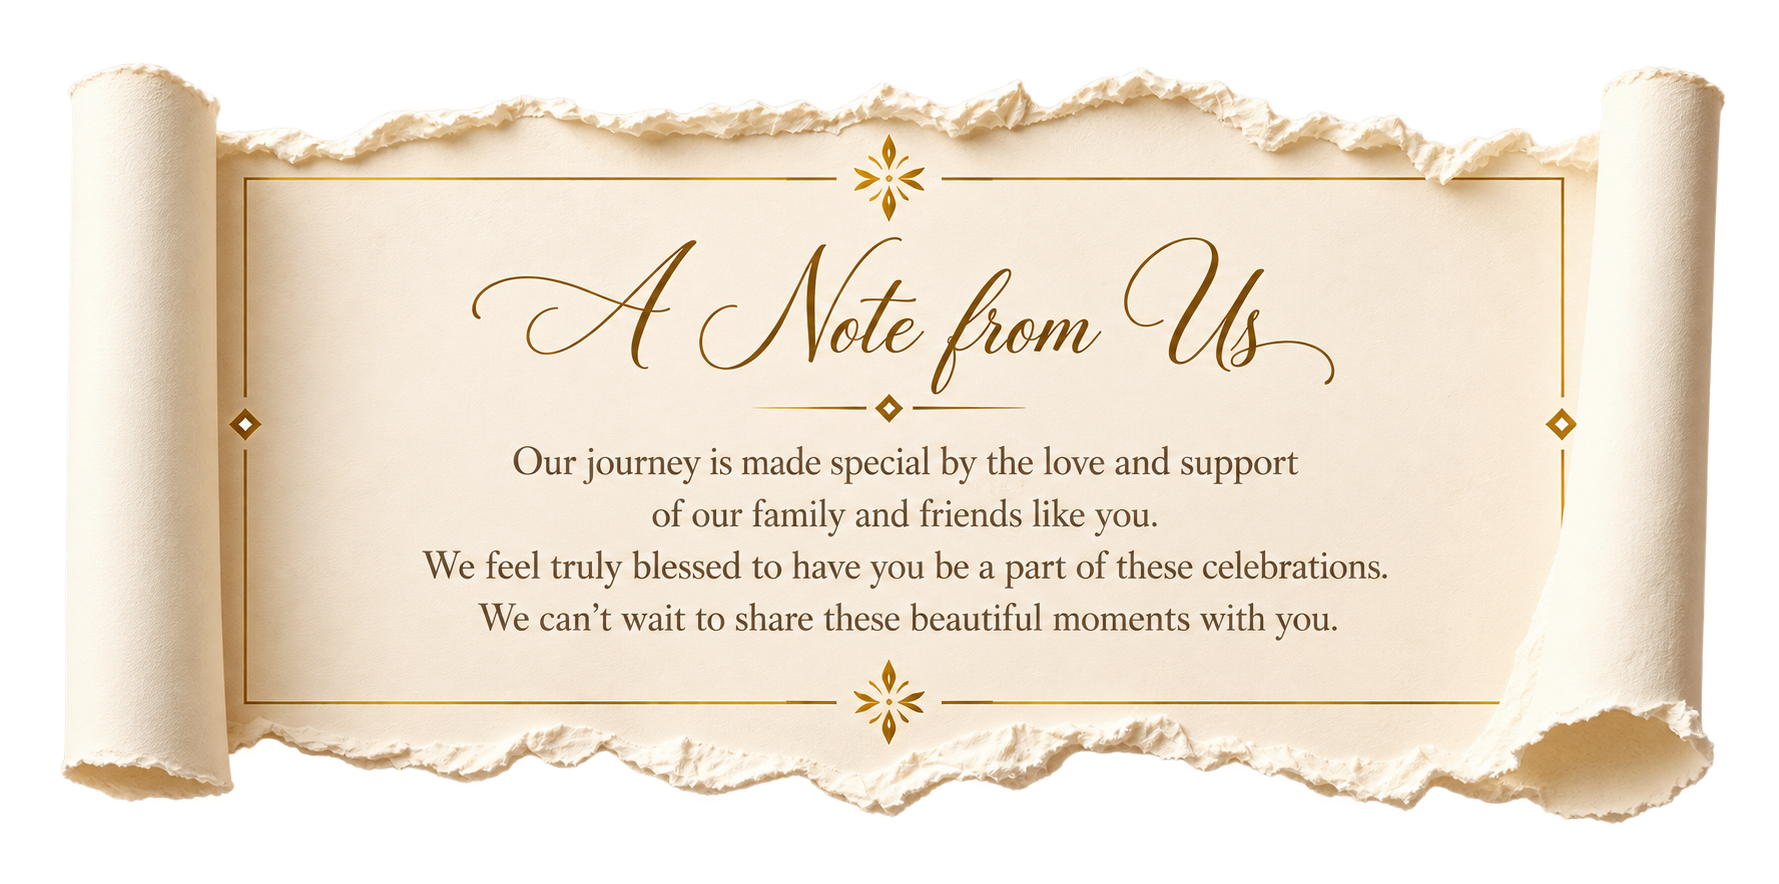 A Note from Us
Our journey is made special by the love and support
of our family and friends like you.
We feel truly blessed to have you be a part of these celebrations.
We can’t wait to share these beautiful moments with you.